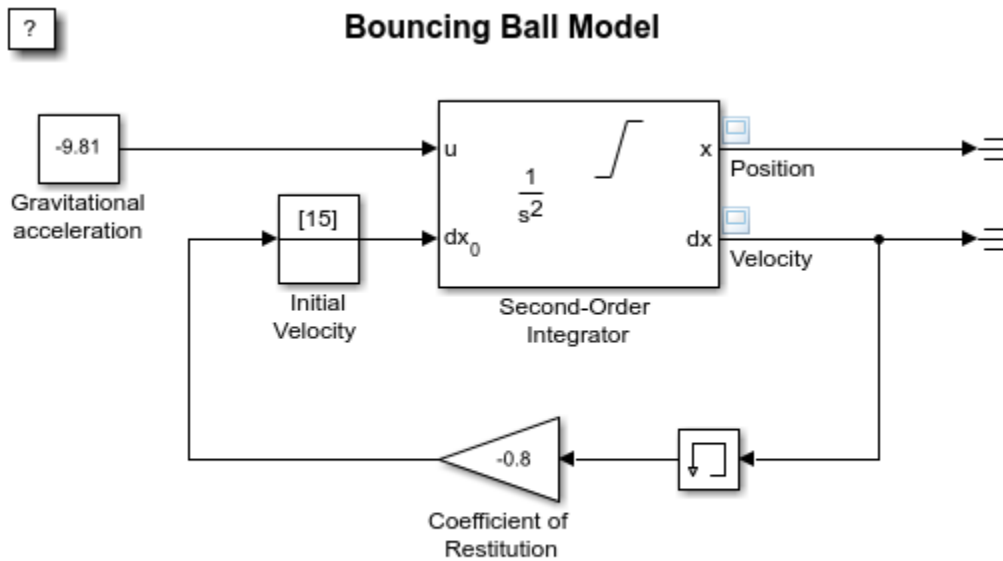 ?
Bouncing Ball Model
-9.81
Gravitational
acceleration
[15]
Initial
Velocity
u
dx0
1
s2
x
dx
Second-Order
Integrator
Position
Velocity
-0.8
Coefficient of
Restitution